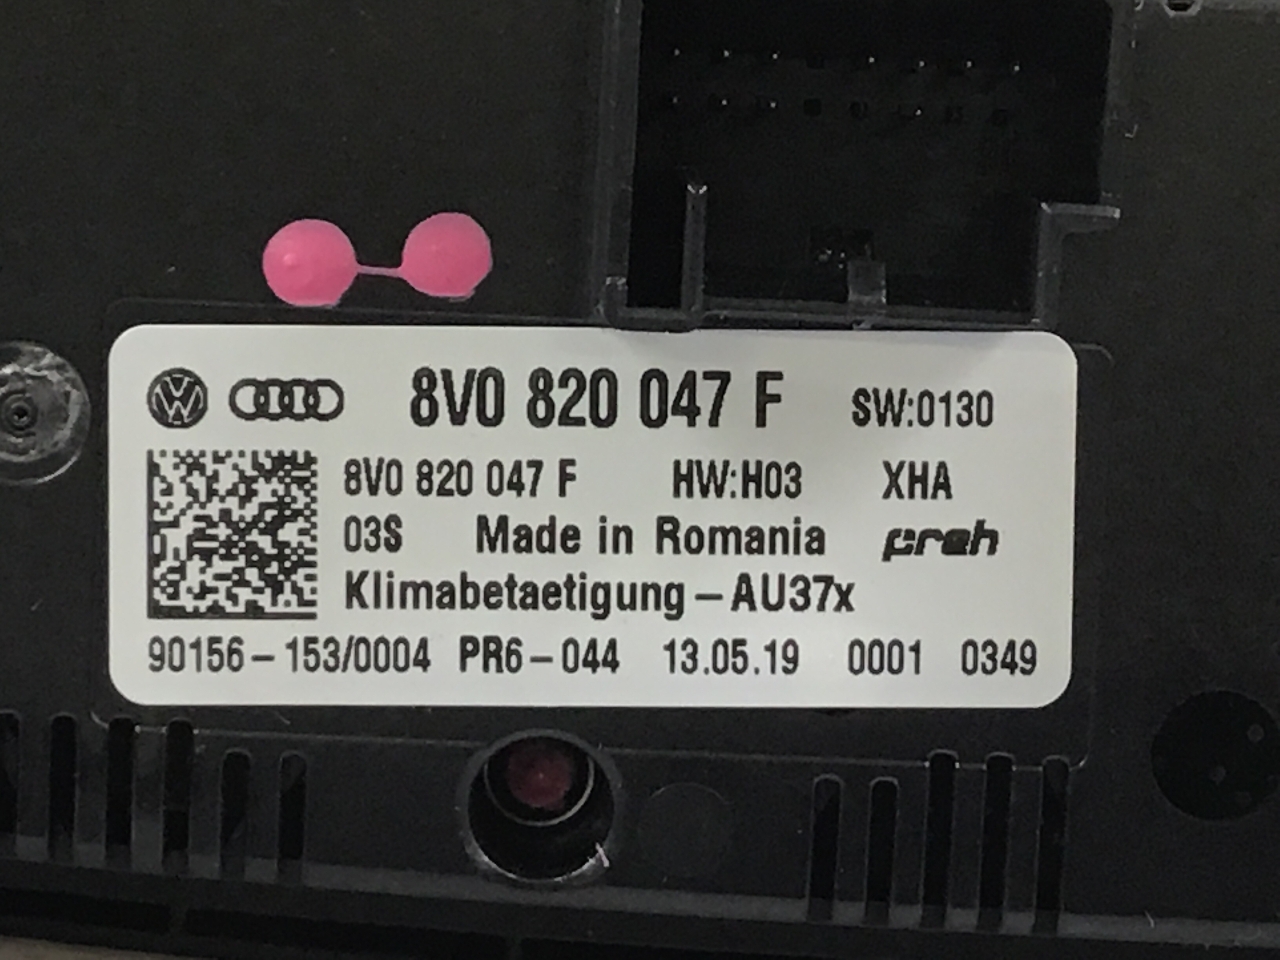 8V0 820 047 F SW:0130
8V0 820 047 F HW:H03 XHA
03S Made in Romania preh
Klimabetaetigung – AU37x
90156 – 153/0004 PR6 – 044 13.05.19 0001 0349